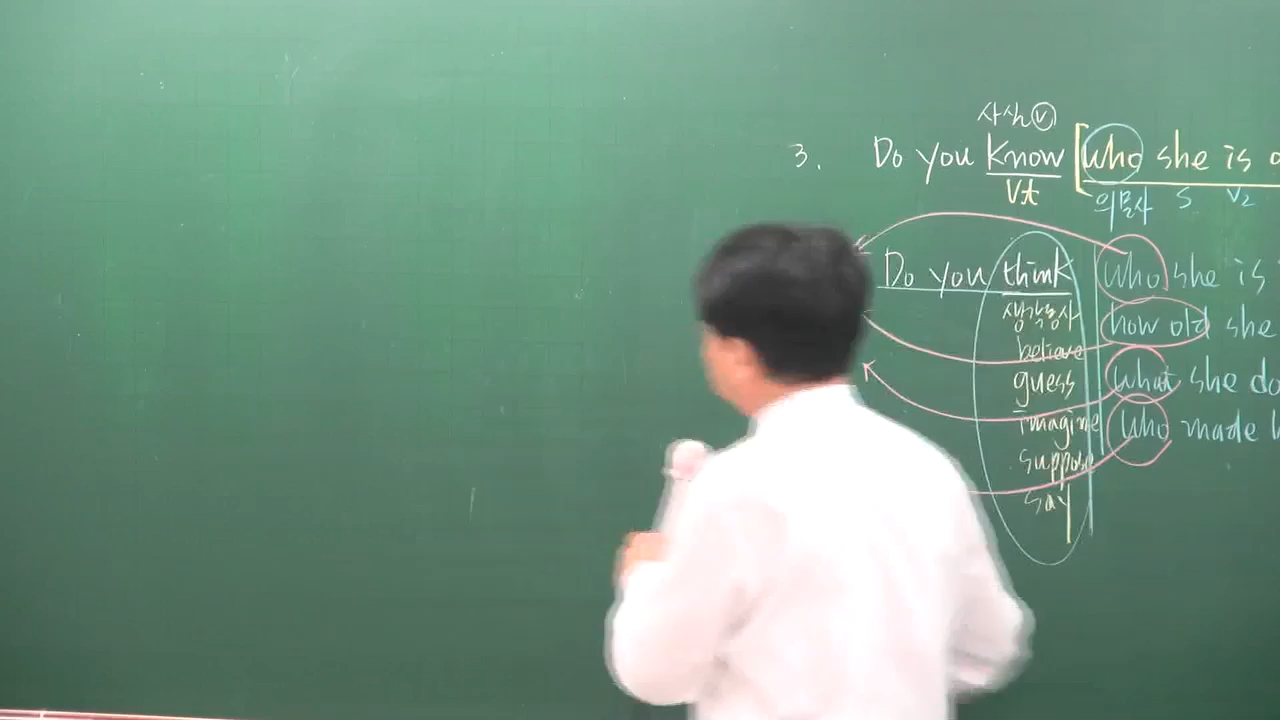 사실ⓥ
3. Do you know [who she is
Vt 의문사 S V₂
Do you think who she is
생각동사 how old she
believe
guess what she do
imagine who made
suppose
say